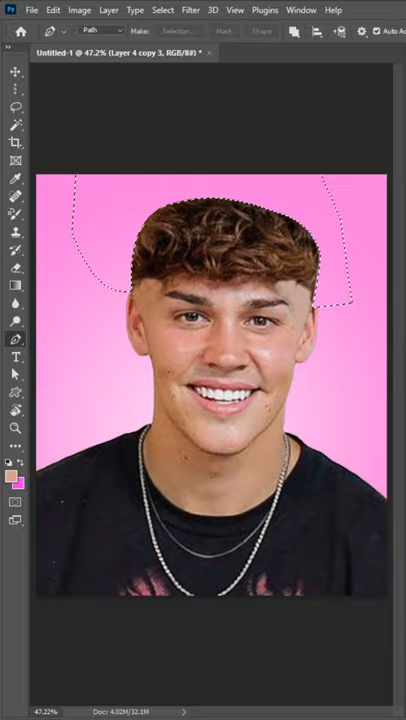 Ps File Edit Image Layer Type Select Filter 3D View Plugins Window Help
Path Make: Selection... Mask Shape Auto Ad
Untitled-1 @ 47.2% (Layer 4 copy 3, RGB/8#) * ×
47.22% Doc: 4.02M/32.1M